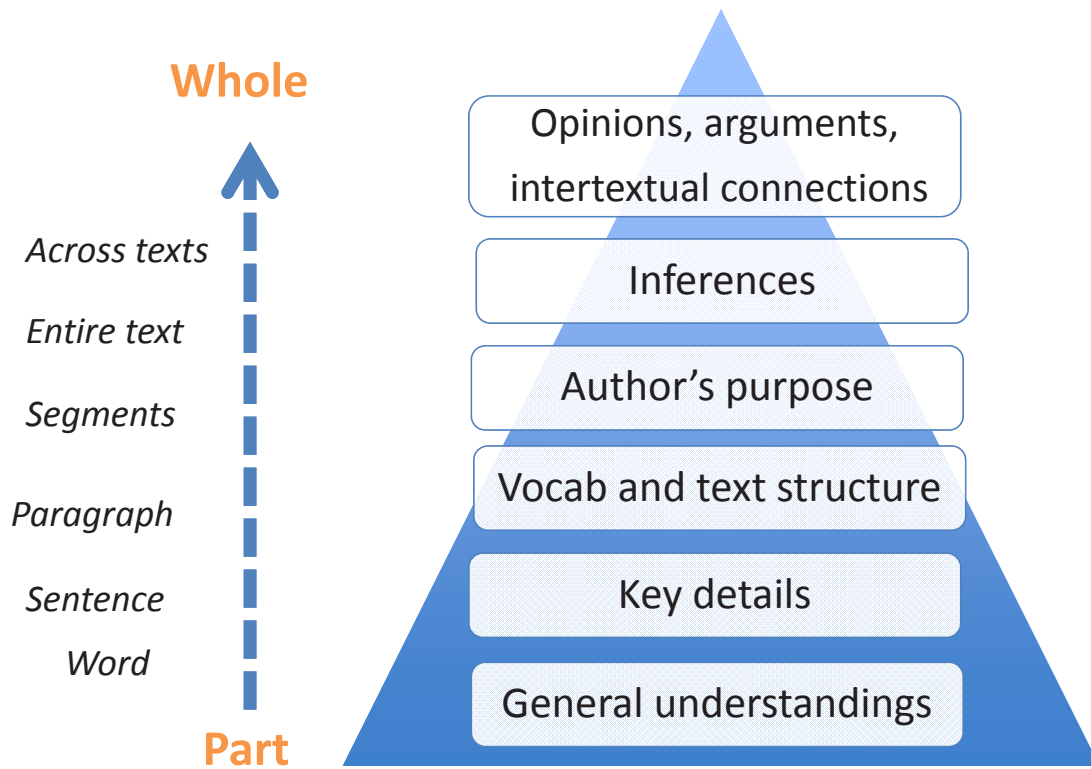 Whole
Across texts
Entire text
Segments
Paragraph
Sentence
Word
Part
Opinions, arguments,
intertextual connections
Inferences
Author’s purpose
Vocab and text structure
Key details
General understandings